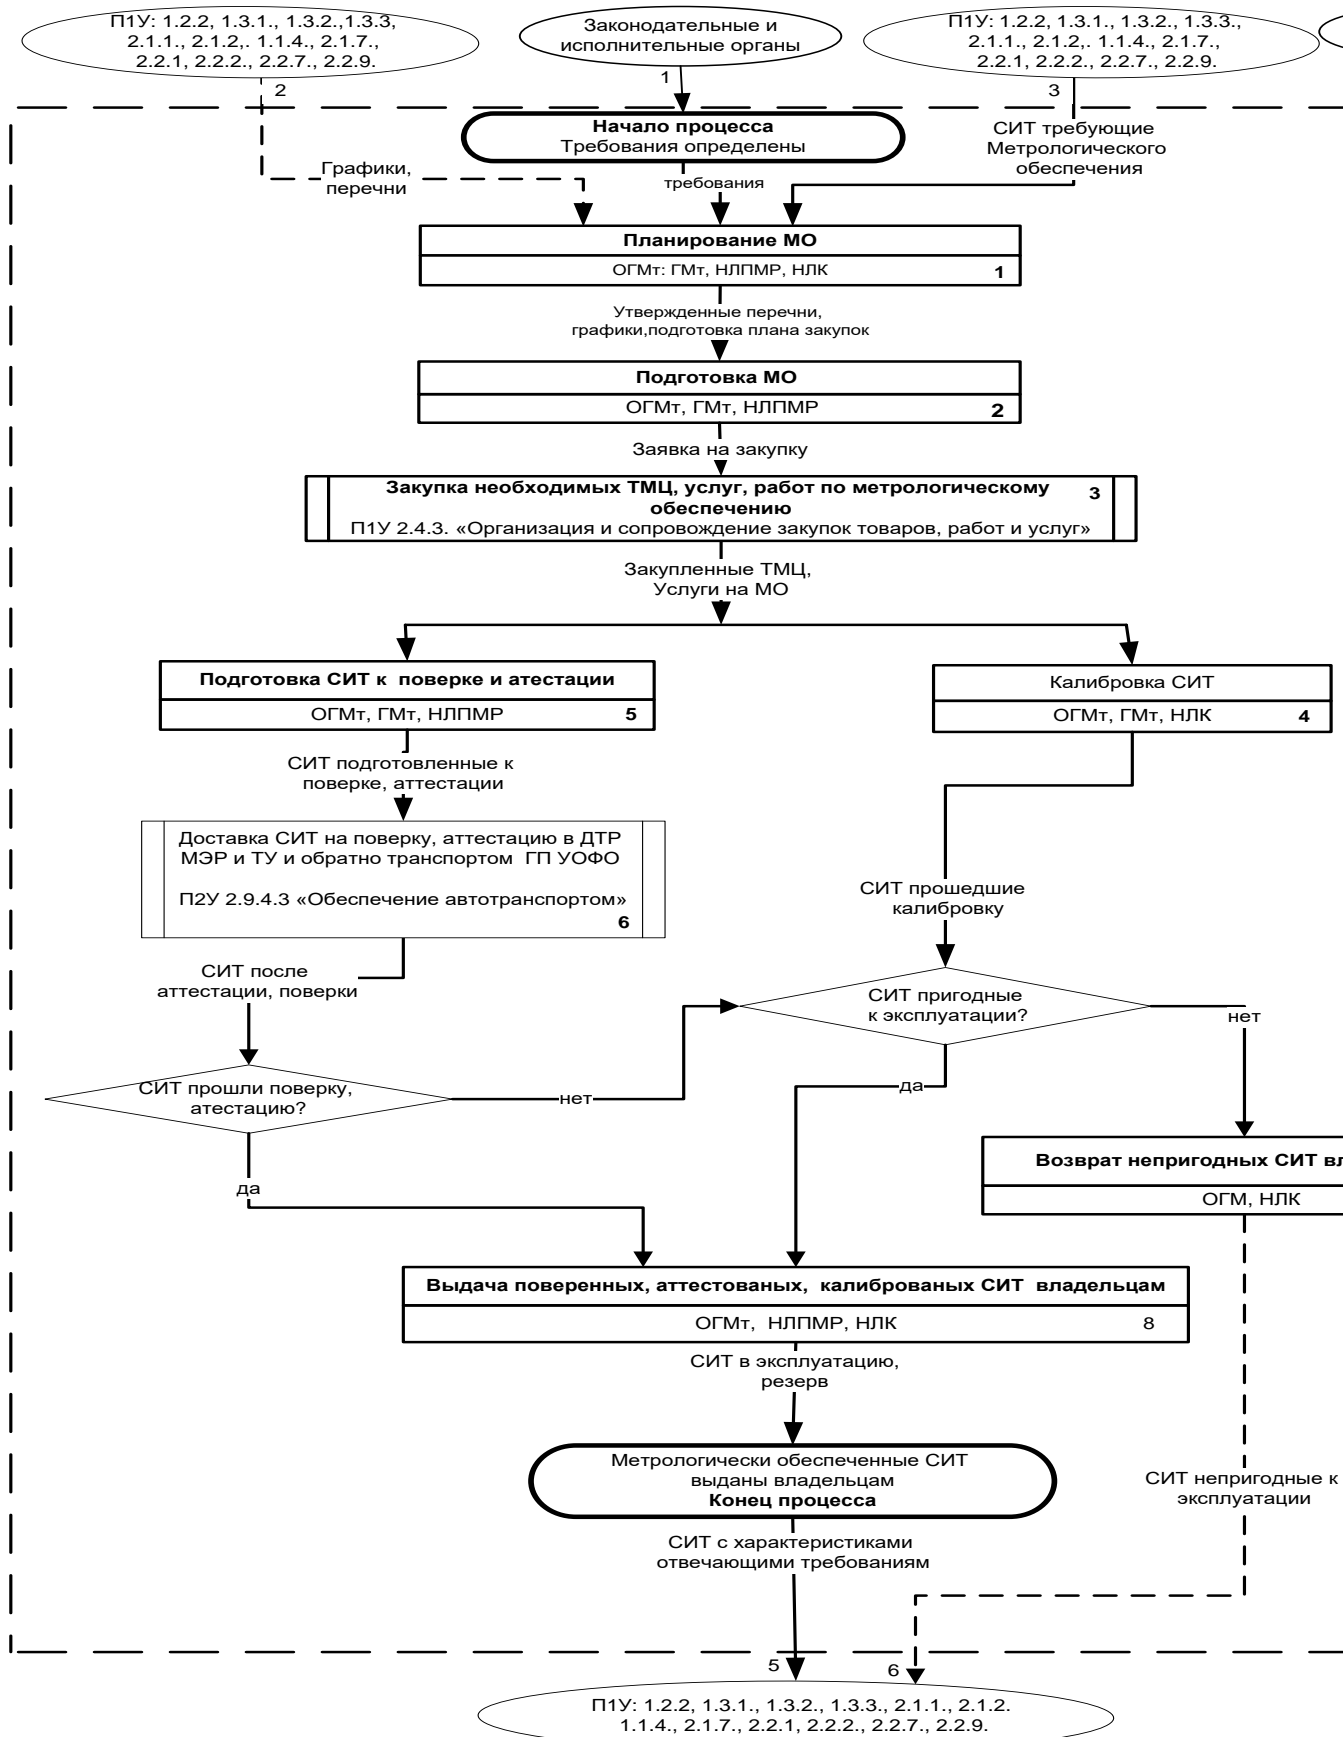 П1У: 1.2.2, 1.3.1., 1.3.2.,1.3.3,
2.1.1., 2.1.2,. 1.1.4., 2.1.7.,
2.2.1, 2.2.2., 2.2.7., 2.2.9.
Законодательные и
исполнительные органы
П1У: 1.2.2, 1.3.1., 1.3.2., 1.3.3.,
2.1.1., 2.1.2,. 1.1.4., 2.1.7.,
2.2.1, 2.2.2., 2.2.7., 2.2.9.
2
1
3
Начало процесса
Требования определены
СИТ требующие
Метрологического
обеспечения
Графики,
перечни
требования
Планирование МО
ОГМт: ГМт, НЛПМР, НЛК
1
Утвержденные перечни,
графики,подготовка плана закупок
Подготовка МО
ОГМт, ГМт, НЛПМР
2
Заявка на закупку
Закупка необходимых ТМЦ, услуг, работ по метрологическому
3
обеспечению
П1У 2.4.3. «Организация и сопровождение закупок товаров, работ и услуг»
Закупленные ТМЦ,
Услуги на МО
Подготовка СИТ к  поверке и атестации
ОГМт, ГМт, НЛПМР
5
Калибровка СИТ
ОГМт, ГМт, НЛК
4
СИТ подготовленные к
поверке, аттестации
Доставка СИТ на поверку, аттестацию в ДТР
МЭР и ТУ и обратно транспортом  ГП УОФО
П2У 2.9.4.3 «Обеспечение автотранспортом»
6
СИТ прошедшие
калибровку
СИТ после
аттестации, поверки
СИТ пригодные
к эксплуатации?
нет
СИТ прошли поверку,
атестацию?
нет
да
да
Возврат непригодных СИТ вл
ОГМ, НЛК
Выдача поверенных, аттестованых,  калиброваных СИТ  владельцам
ОГМт,  НЛПМР, НЛК
8
СИТ в эксплуатацию,
резерв
Метрологически обеспеченные СИТ
выданы владельцам
Конец процесса
СИТ непригодные к
эксплуатации
СИТ с характеристиками
отвечающими требованиям
5
6
П1У: 1.2.2, 1.3.1., 1.3.2., 1.3.3., 2.1.1., 2.1.2.
1.1.4., 2.1.7., 2.2.1, 2.2.2., 2.2.7., 2.2.9.